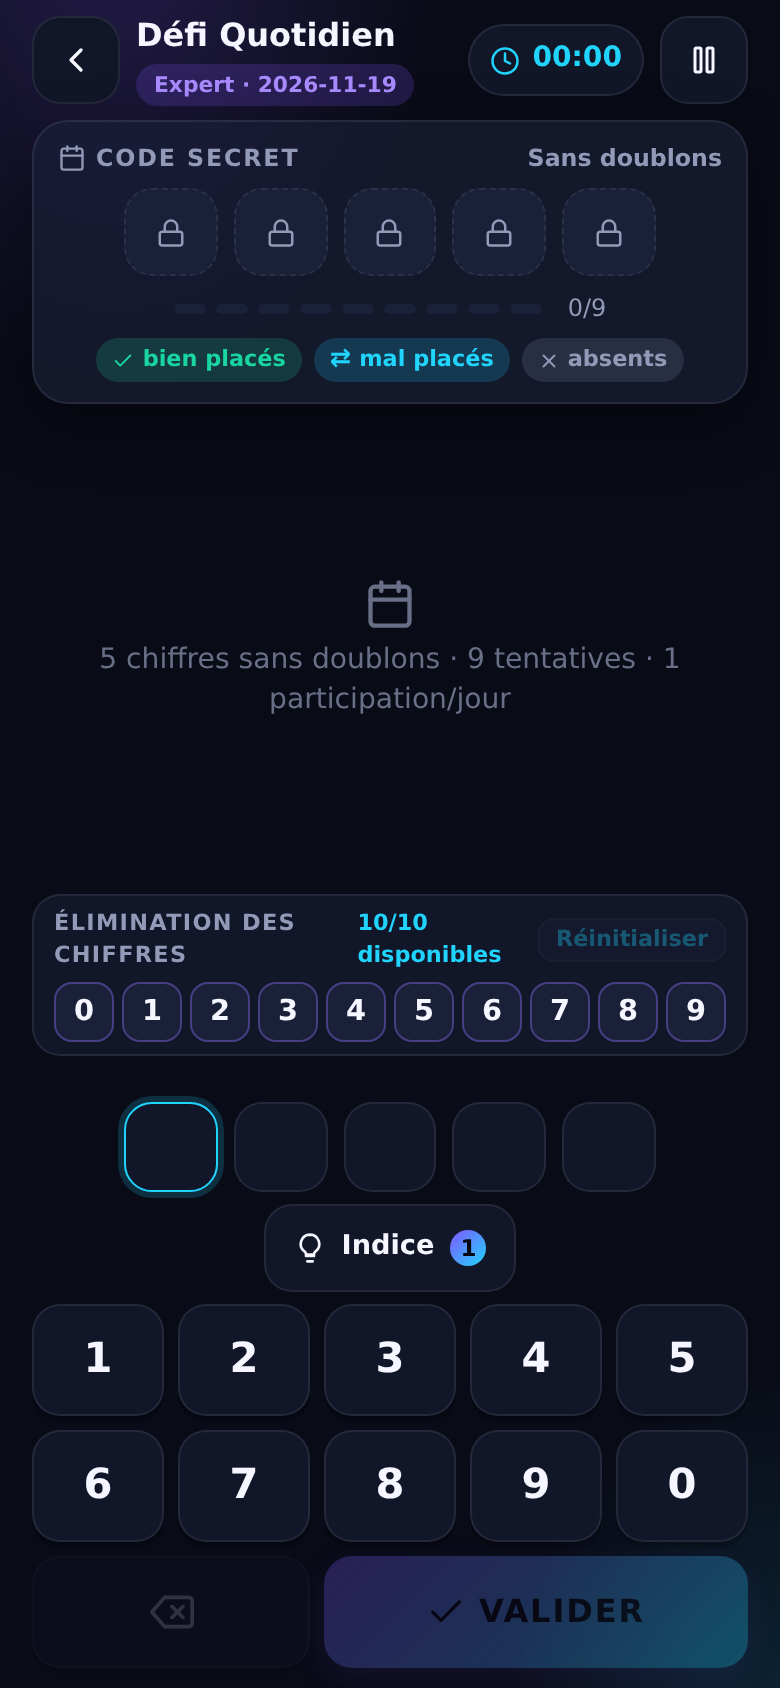 Défi Quotidien
Expert · 2026-11-19
00:00
CODE SECRET
Sans doublons
0/9
bien placés
mal placés
absents
5 chiffres sans doublons · 9 tentatives · 1
participation/jour
ÉLIMINATION DES
CHIFFRES
10/10
disponibles
Réinitialiser
0 1 2 3 4 5 6 7 8 9
Indice 1
1 2 3 4 5
6 7 8 9 0
VALIDER